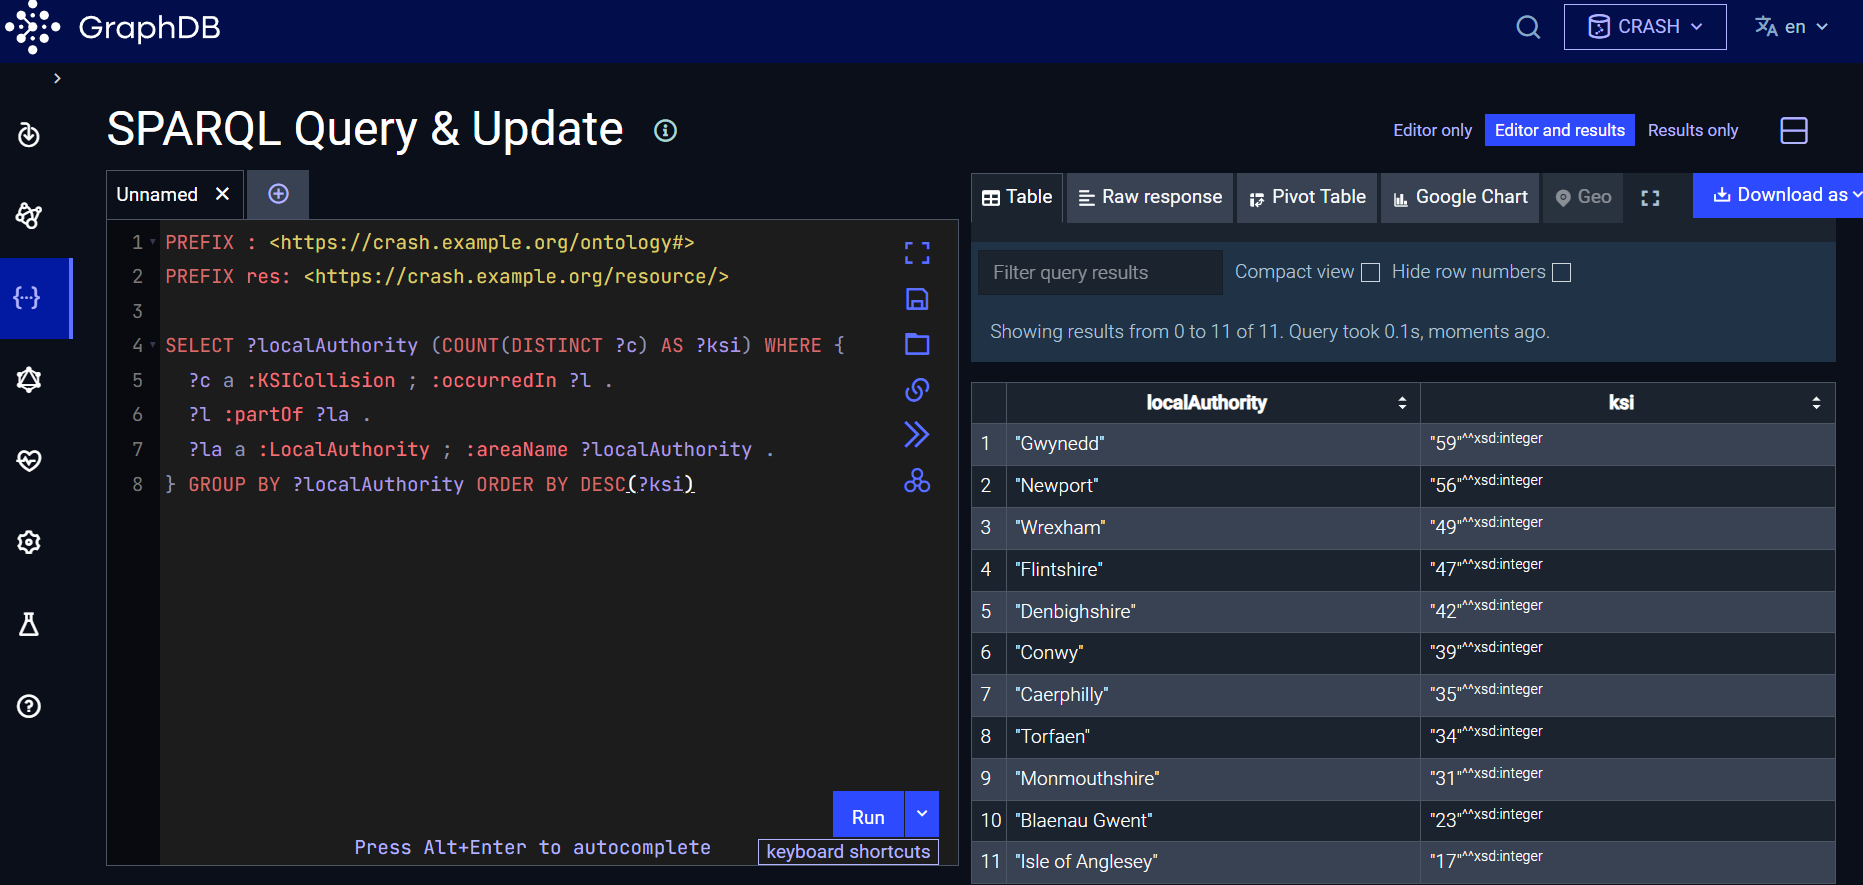 GraphDB
CRASH
en
SPARQL Query & Update
Editor only
Editor and results
Results only
Unnamed
1 PREFIX : <https://crash.example.org/ontology#>
2 PREFIX res: <https://crash.example.org/resource/>
3
4 SELECT ?localAuthority (COUNT(DISTINCT ?c) AS ?ksi) WHERE {
5 ?c a :KSICollision ; :occurredIn ?l .
6 ?l :partOf ?la .
7 ?la a :LocalAuthority ; :areaName ?localAuthority .
8 } GROUP BY ?localAuthority ORDER BY DESC(?ksi)
Run
Press Alt+Enter to autocomplete
keyboard shortcuts
Table
Raw response
Pivot Table
Google Chart
Geo
Download as
Filter query results
Compact view
Hide row numbers
Showing results from 0 to 11 of 11. Query took 0.1s, moments ago.
localAuthority ksi
1 "Gwynedd" "59"^^xsd:integer
2 "Newport" "56"^^xsd:integer
3 "Wrexham" "49"^^xsd:integer
4 "Flintshire" "47"^^xsd:integer
5 "Denbighshire" "42"^^xsd:integer
6 "Conwy" "39"^^xsd:integer
7 "Caerphilly" "35"^^xsd:integer
8 "Torfaen" "34"^^xsd:integer
9 "Monmouthshire" "31"^^xsd:integer
10 "Blaenau Gwent" "23"^^xsd:integer
11 "Isle of Anglesey" "17"^^xsd:integer